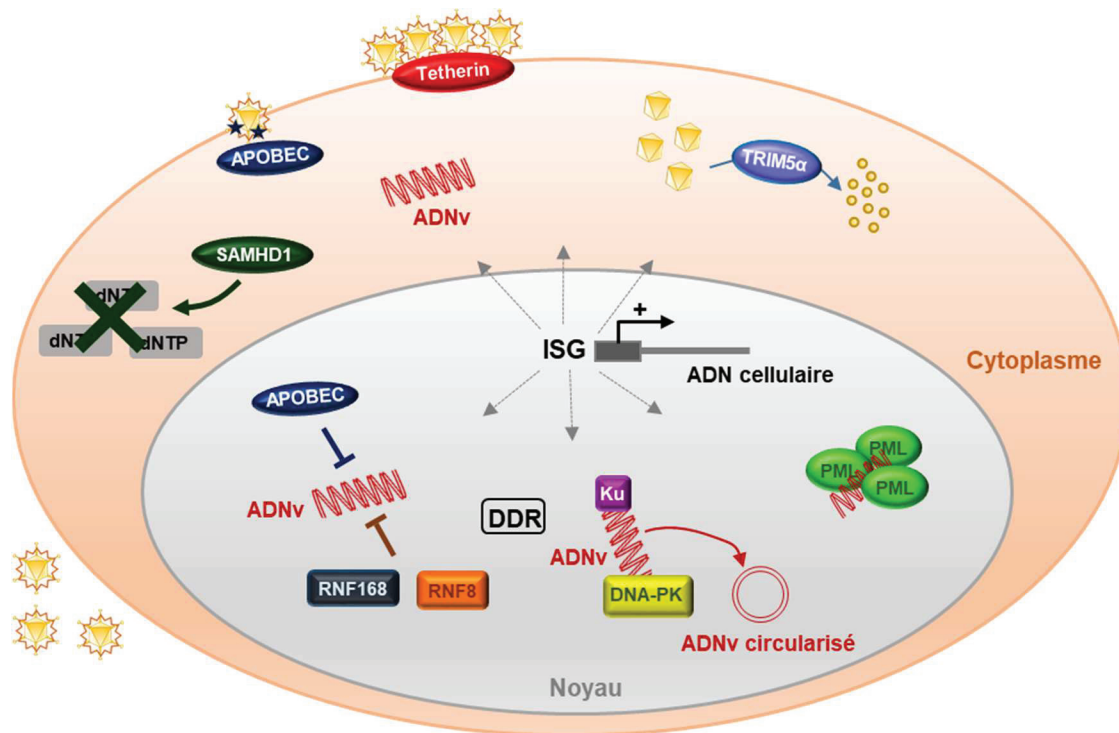 Tetherin
APOBEC
TRIM5α
ADNv
SAMHD1
dNTP
+
ISG
ADN cellulaire
Cytoplasme
APOBEC
PML
PML
PML
Ku
ADNv
DDR
ADNv
RNF168
RNF8
DNA-PK
ADNv circularisé
Noyau